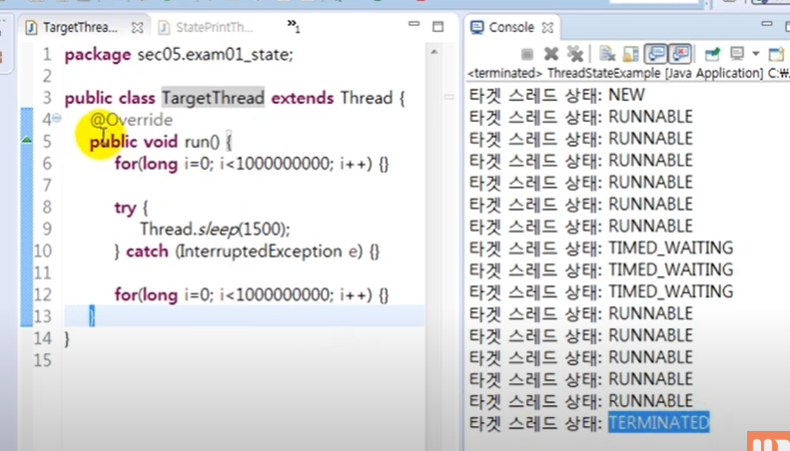 TargetThrea...
StatePrintTh...
»1
Console
<terminated> ThreadStateExample [Java Application] C:₩
1 package sec05.exam01_state;
2
3 public class TargetThread extends Thread {
4 @Override
5 public void run() {
6 for(long i=0; i<1000000000; i++) {}
7
8 try {
9 Thread.sleep(1500);
10 } catch (InterruptedException e) {}
11
12 for(long i=0; i<1000000000; i++) {}
13 }
14 }
15
타겟 스레드 상태: NEW
타겟 스레드 상태: RUNNABLE
타겟 스레드 상태: RUNNABLE
타겟 스레드 상태: RUNNABLE
타겟 스레드 상태: RUNNABLE
타겟 스레드 상태: RUNNABLE
타겟 스레드 상태: RUNNABLE
타겟 스레드 상태: TIMED_WAITING
타겟 스레드 상태: TIMED_WAITING
타겟 스레드 상태: TIMED_WAITING
타겟 스레드 상태: RUNNABLE
타겟 스레드 상태: RUNNABLE
타겟 스레드 상태: RUNNABLE
타겟 스레드 상태: RUNNABLE
타겟 스레드 상태: RUNNABLE
타겟 스레드 상태: TERMINATED